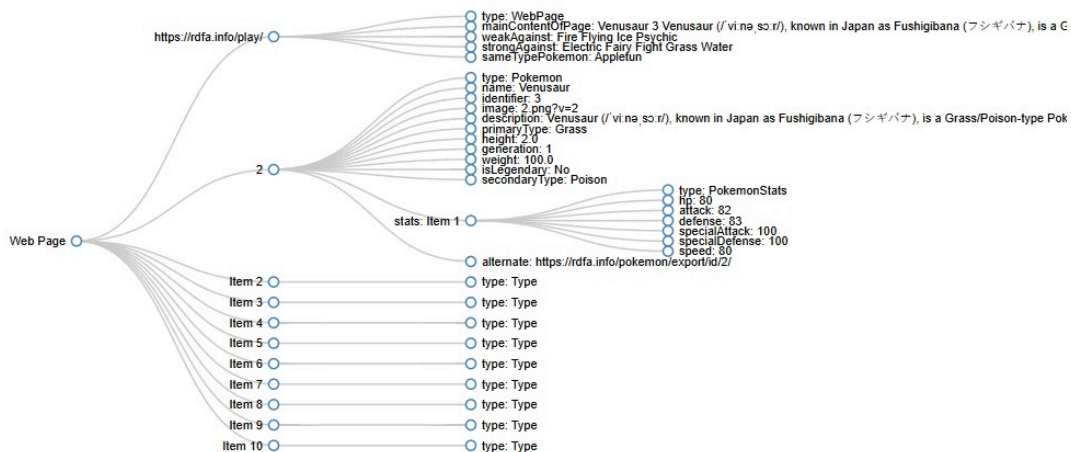 type: WebPage
mainContentOfPage: Venusaur 3 Venusaur (/ˈviːnəˌsɔːr/), known in Japan as Fushigibana (フシギバナ), is a G
https://rdfa.info/play/
weakAgainst: Fire Flying Ice Psychic
strongAgainst: Electric Fairy Fight Grass Water
sameTypePokemon: Appletun
type: Pokemon
name: Venusaur
identifier: 3
image: 2.png?v=2
description: Venusaur (/ˈviːnəˌsɔːr/), known in Japan as Fushigibana (フシギバナ), is a Grass/Poison-type Pok
primaryType: Grass
height: 2.0
generation: 1
2
weight: 100.0
isLegendary: No
secondaryType: Poison
type: PokemonStats
hp: 80
attack: 82
stats: Item 1
defense: 83
specialAttack: 100
specialDefense: 100
speed: 80
Web Page
alternate: https://rdfa.info/pokemon/export/id/2/
Item 2 type: Type
Item 3 type: Type
Item 4 type: Type
Item 5 type: Type
Item 6 type: Type
Item 7 type: Type
Item 8 type: Type
Item 9 type: Type
Item 10 type: Type